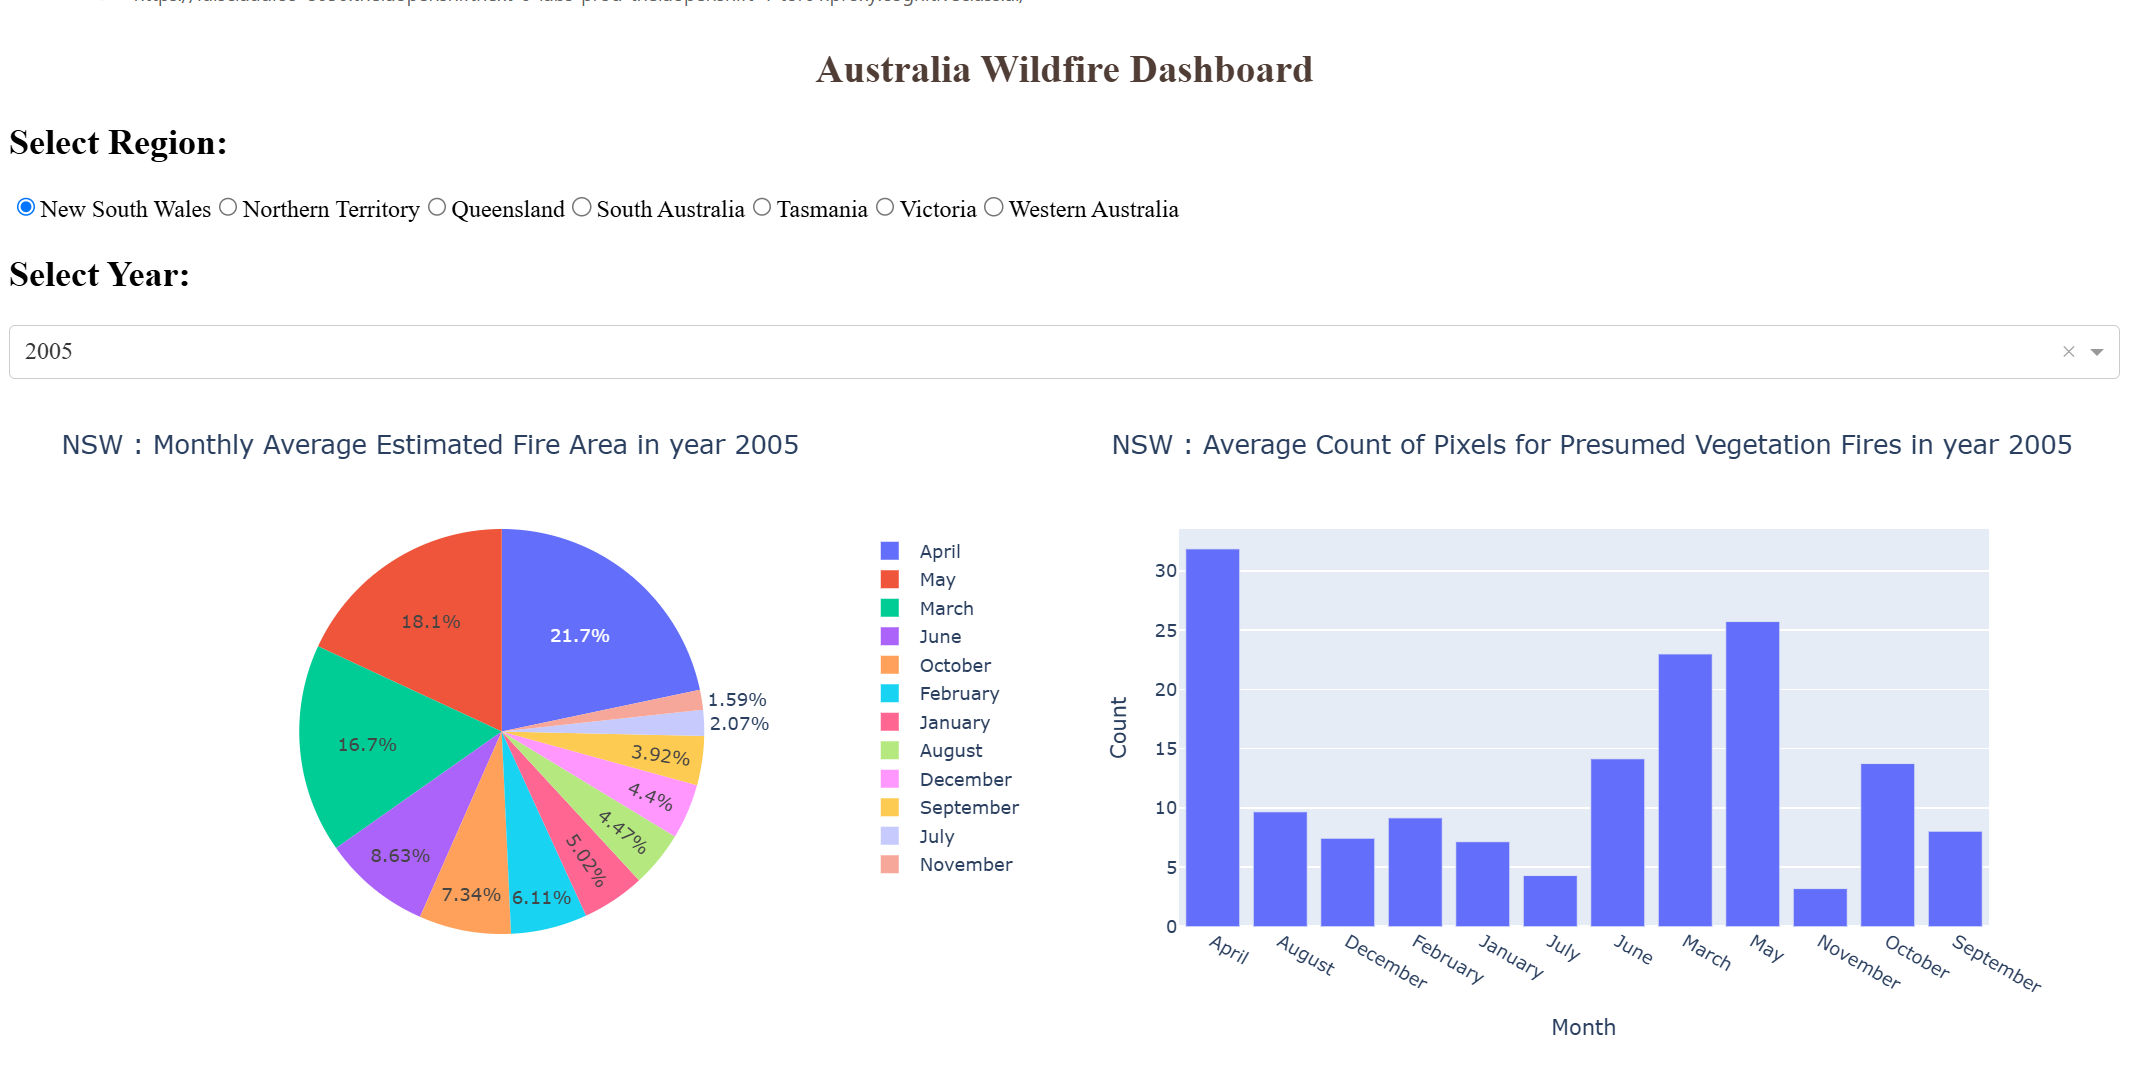 Australia Wildfire Dashboard
Select Region:
New South Wales Northern Territory Queensland South Australia Tasmania Victoria Western Australia
Select Year:
2005
NSW : Monthly Average Estimated Fire Area in year 2005
21.7%
18.1%
16.7%
8.63%
7.34%
6.11%
5.02%
4.47%
4.4%
3.92%
2.07%
1.59%
April
May
March
June
October
February
January
August
December
September
July
November
NSW : Average Count of Pixels for Presumed Vegetation Fires in year 2005
Count
30
25
20
15
10
5
0
April August December February January July June March May November October September
Month